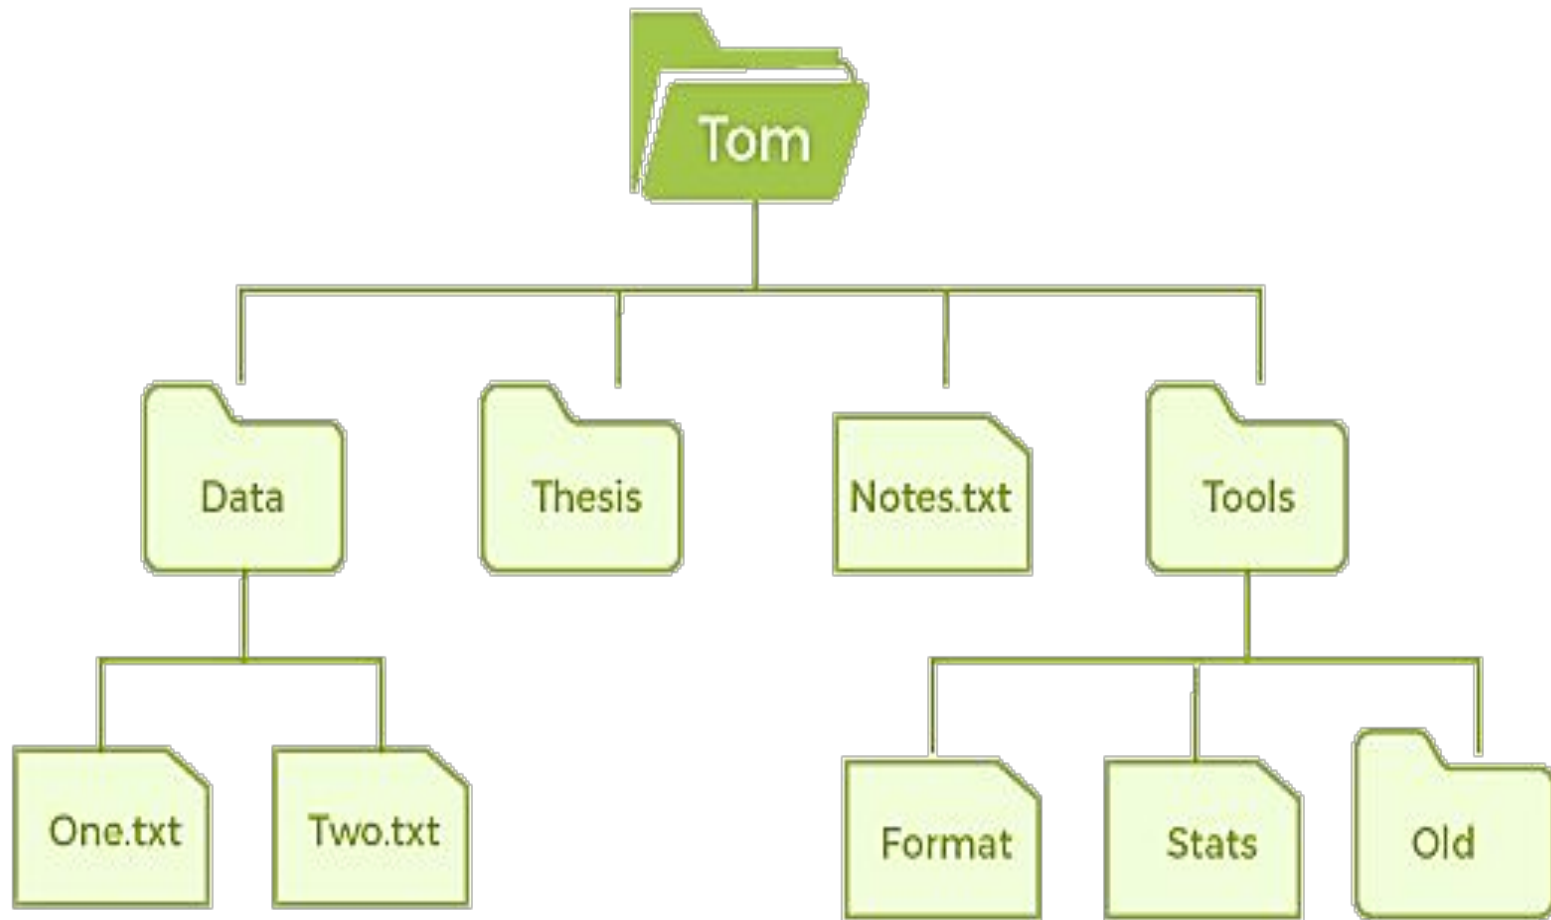 Tom
Data
Thesis
Notes.txt
Tools
One.txt
Two.txt
Format
Stats
Old